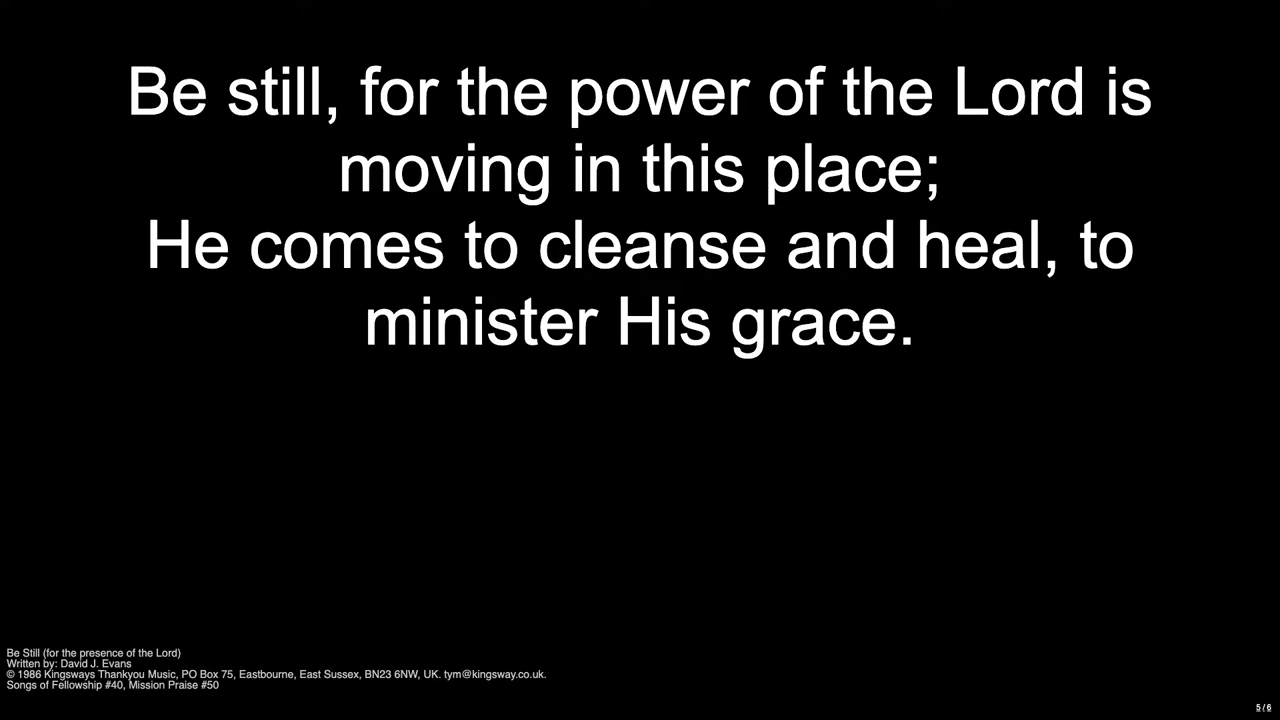 Be still, for the power of the Lord is
moving in this place;
He comes to cleanse and heal, to
minister His grace.
Be Still (for the presence of the Lord)
Written by: David J. Evans
© 1986 Kingsways Thankyou Music, PO Box 75, Eastbourne, East Sussex, BN23 6NW, UK. tym@kingsway.co.uk.
Songs of Fellowship #40, Mission Praise #50
5 / 6